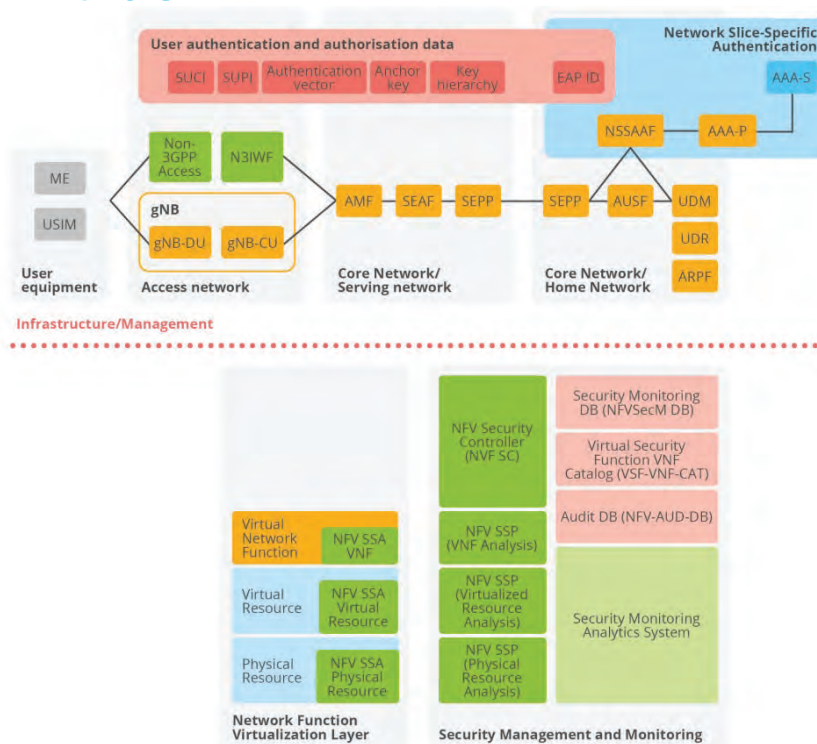 User authentication and authorisation data
Network Slice-Specific
Authentication
SUCI
SUPI
Authentication
vector
Anchor
key
Key
hierarchy
EAP ID
AAA-S
NSSAAF
AAA-P
Non-
3GPP
Access
N3IWF
ME
USIM
gNB
gNB-DU
gNB-CU
AMF
SEAF
SEPP
SEPP
AUSF
UDM
UDR
ARPF
User
equipment
Access network
Core Network/
Serving network
Core Network/
Home Network
Infrastructure/Management
NFV Security
Controller
(NVF SC)
Security Monitoring
DB (NFVSecM DB)
Virtual Security
Function VNF
Catalog (VSF-VNF-CAT)
Audit DB (NFV-AUD-DB)
Virtual
Network
Function
NFV SSA
VNF
NFV SSP
(VNF Analysis)
Virtual
Resource
NFV SSA
Virtual
Resource
NFV SSP
(Virtualized
Resource
Analysis)
Security Monitoring
Analytics System
Physical
Resource
NFV SSA
Physical
Resource
NFV SSP
(Physical
Resource
Analysis)
Network Function
Virtualization Layer
Security Management and Monitoring